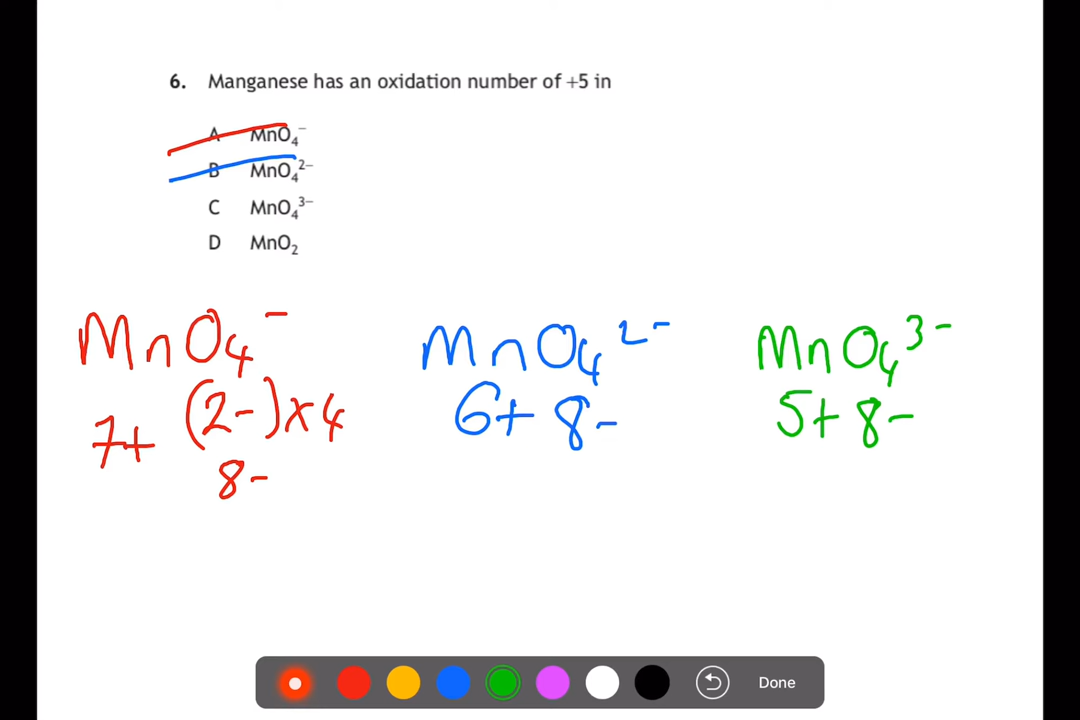 6. Manganese has an oxidation number of +5 in
A MnO₄⁻
B MnO₄²⁻
C MnO₄³⁻
D MnO₂
MnO₄⁻ MnO₄²⁻ MnO₄³⁻
7+ (2-)×4 6+ 8- 5+ 8-
8-
Done